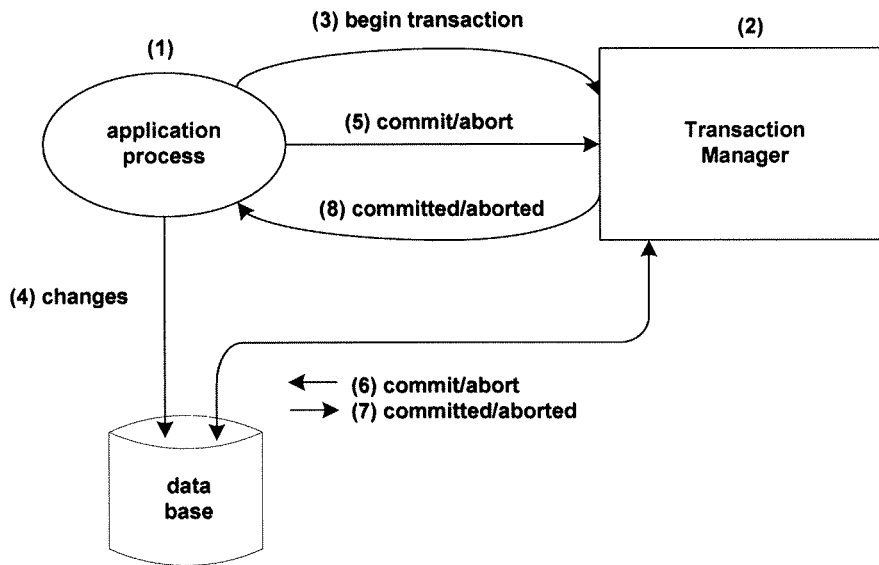 (3) begin transaction
(1)
(2)
application
process
(5) commit/abort
Transaction
Manager
(8) committed/aborted
(4) changes
(6) commit/abort
(7) committed/aborted
data
base